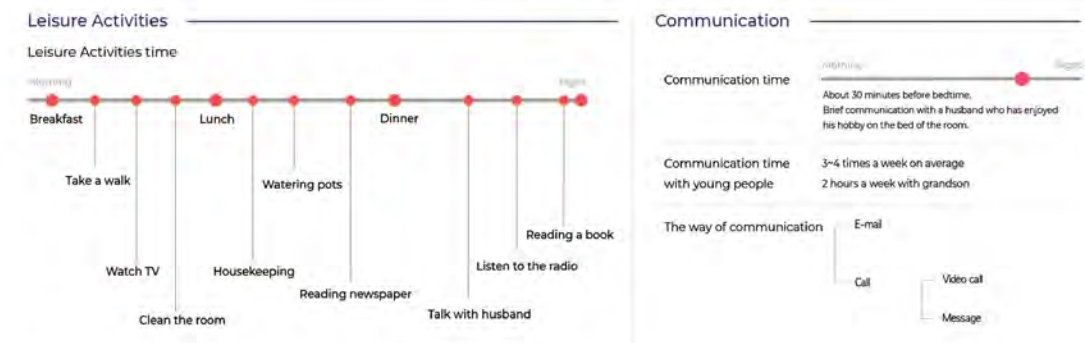 Leisure Activities
Leisure Activities time
Morning
Night
Breakfast
Lunch
Dinner
Take a walk
Watering pots
Reading a book
Listen to the radio
Watch TV
Housekeeping
Reading newspaper
Talk with husband
Clean the room
Communication
Communication time
Morning
Night
About 30 minutes before bedtime.
Brief communication with a husband who has enjoyed
his hobby on the bed of the room.
Communication time
with young people
3~4 times a week on average
2 hours a week with grandson
The way of communication
E-mail
Call
Video call
Message